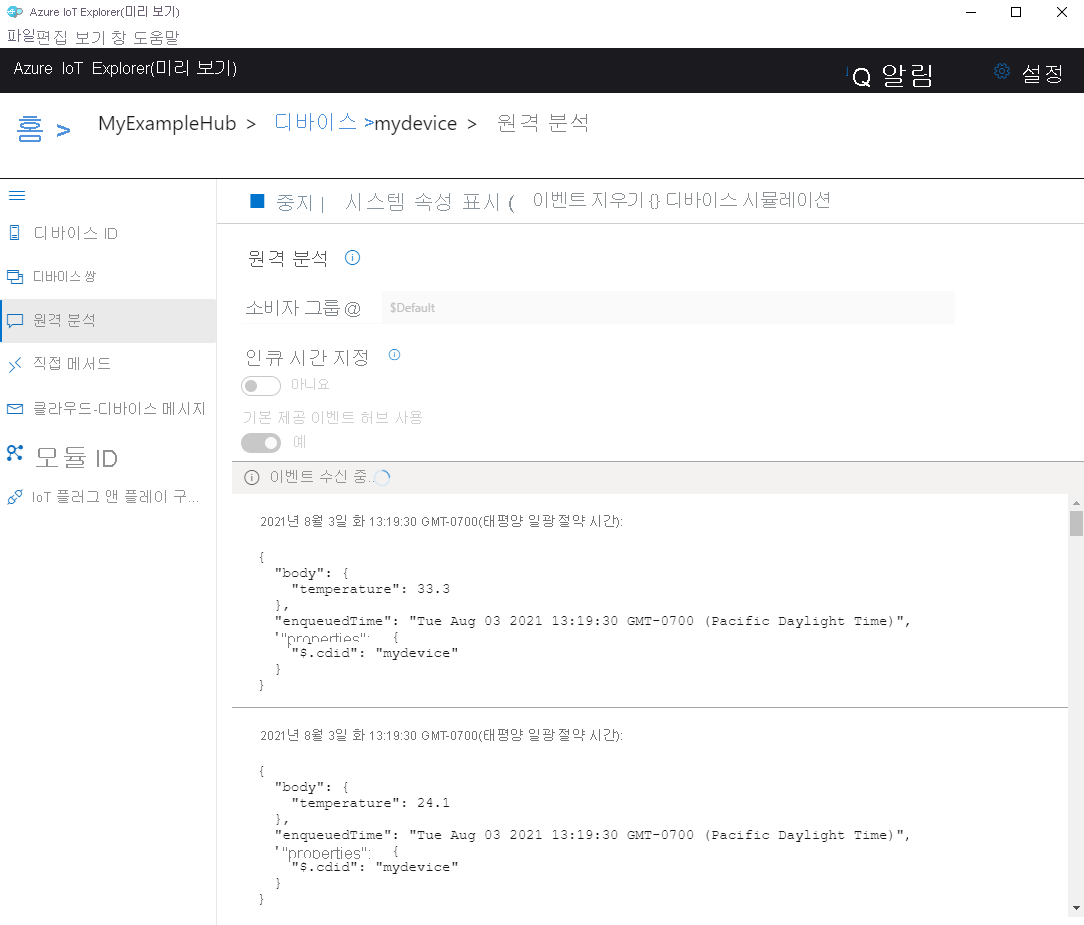 Azure IoT Explorer(미리 보기)
파일편집 보기 창 도움말
Azure IoT Explorer(미리 보기)
Q 알림
설정
홈 > MyExampleHub > 디바이스 >mydevice > 원격 분석
중지 | 시스템 속성 표시 ( 이벤트 지우기 {} 디바이스 시뮬레이션
디바이스 ID
디바이스 쌍
원격 분석
직접 메서드
클라우드-디바이스 메시지
모듈 ID
IoT 플러그 앤 플레이 구...
원격 분석
소비자 그룹@
$Default
인큐 시간 지정
아니요
기본 제공 이벤트 허브 사용
예
이벤트 수신 중..
2021년 8월 3일 화 13:19:30 GMT-0700(태평양 일광 절약 시간):
{
"body": {
"temperature": 33.3
},
"enqueuedTime": "Tue Aug 03 2021 13:19:30 GMT-0700 (Pacific Daylight Time)",
'"properties": {
"$.cdid": "mydevice"
}
}
2021년 8월 3일 화 13:19:30 GMT-0700(태평양 일광 절약 시간):
{
"body": {
"temperature": 24.1
},
"enqueuedTime": "Tue Aug 03 2021 13:19:30 GMT-0700 (Pacific Daylight Time)",
'"properties": {
"$.cdid": "mydevice"
}
}